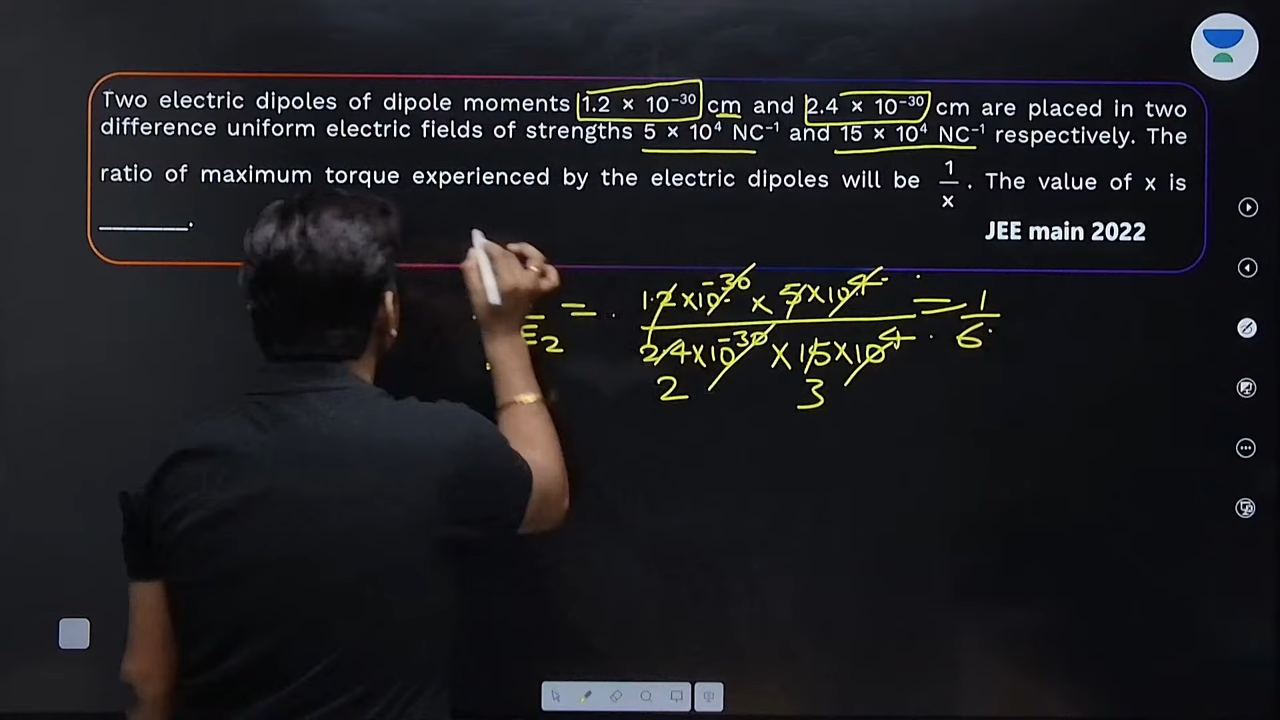 Two electric dipoles of dipole moments 1.2 × 10⁻³⁰ cm and 2.4 × 10⁻³⁰ cm are placed in two
difference uniform electric fields of strengths 5 × 10⁴ NC⁻¹ and 15 × 10⁴ NC⁻¹ respectively. The
ratio of maximum torque experienced by the electric dipoles will be 1/x . The value of x is
_______.
JEE main 2022
E₂ = 1.2×10⁻³⁰ × 5×10⁴ / 2.4×10⁻³⁰ × 15×10⁴ = 1/6
2 3